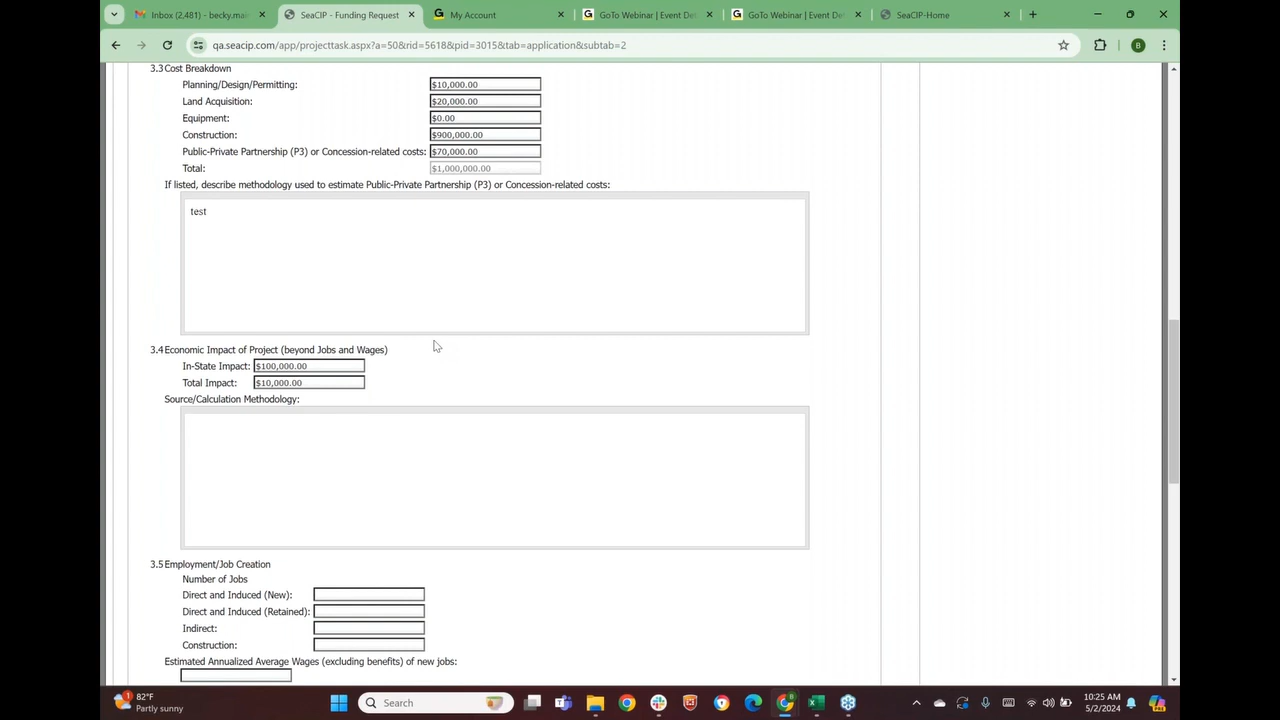 Inbox (2,481) - becky.mai
SeaCIP - Funding Request
My Account
GoTo Webinar | Event De
GoTo Webinar | Event De
SeaCIP-Home
qa.seacip.com/app/projecttask.aspx?a=50&rid=5618&pid=3015&tab=application&subtab=2
B
3.3 Cost Breakdown
Planning/Design/Permitting: $10,000.00
Land Acquisition: $20,000.00
Equipment: $0.00
Construction: $900,000.00
Public-Private Partnership (P3) or Concession-related costs: $70,000.00
Total: $1,000,000.00
If listed, describe methodology used to estimate Public-Private Partnership (P3) or Concession-related costs:
test
3.4 Economic Impact of Project (beyond Jobs and Wages)
In-State Impact: $100,000.00
Total Impact: $10,000.00
Source/Calculation Methodology:
3.5 Employment/Job Creation
Number of Jobs
Direct and Induced (New):
Direct and Induced (Retained):
Indirect:
Construction:
Estimated Annualized Average Wages (excluding benefits) of new jobs:
1
82°F
Partly sunny
Search
10:25 AM
5/2/2024